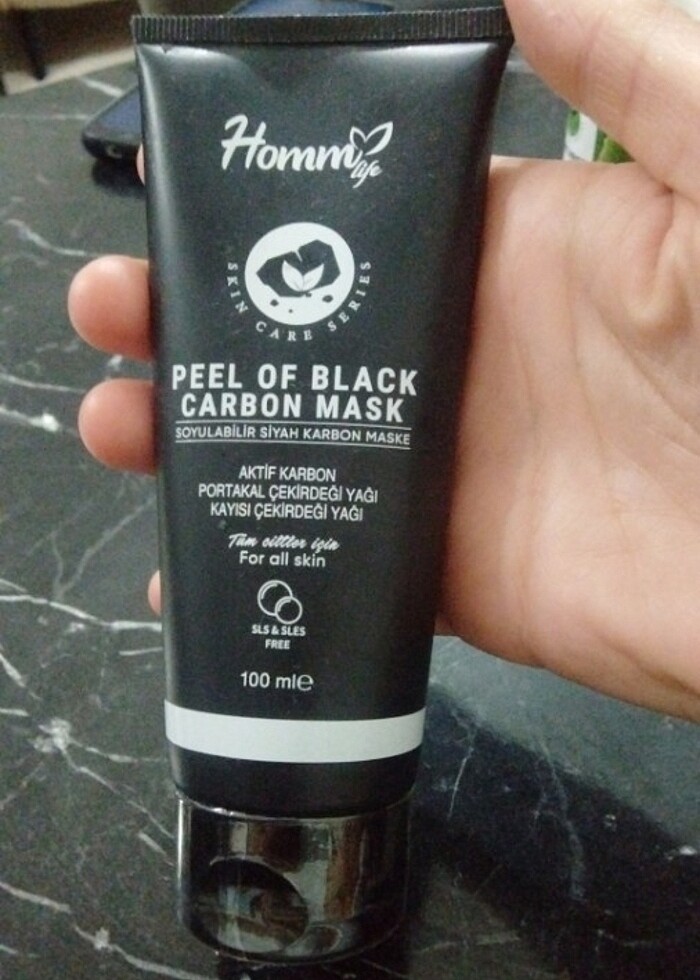 Homm life
SKIN CARE SERIES
PEEL OF BLACK
CARBON MASK
SOYULABİLİR SİYAH KARBON MASKE
AKTİF KARBON
PORTAKAL ÇEKİRDEĞİ YAĞI
KAYISI ÇEKİRDEĞİ YAĞI
Tüm ciltler için
For all skin
SLS & SLES
FREE
100 ml℮